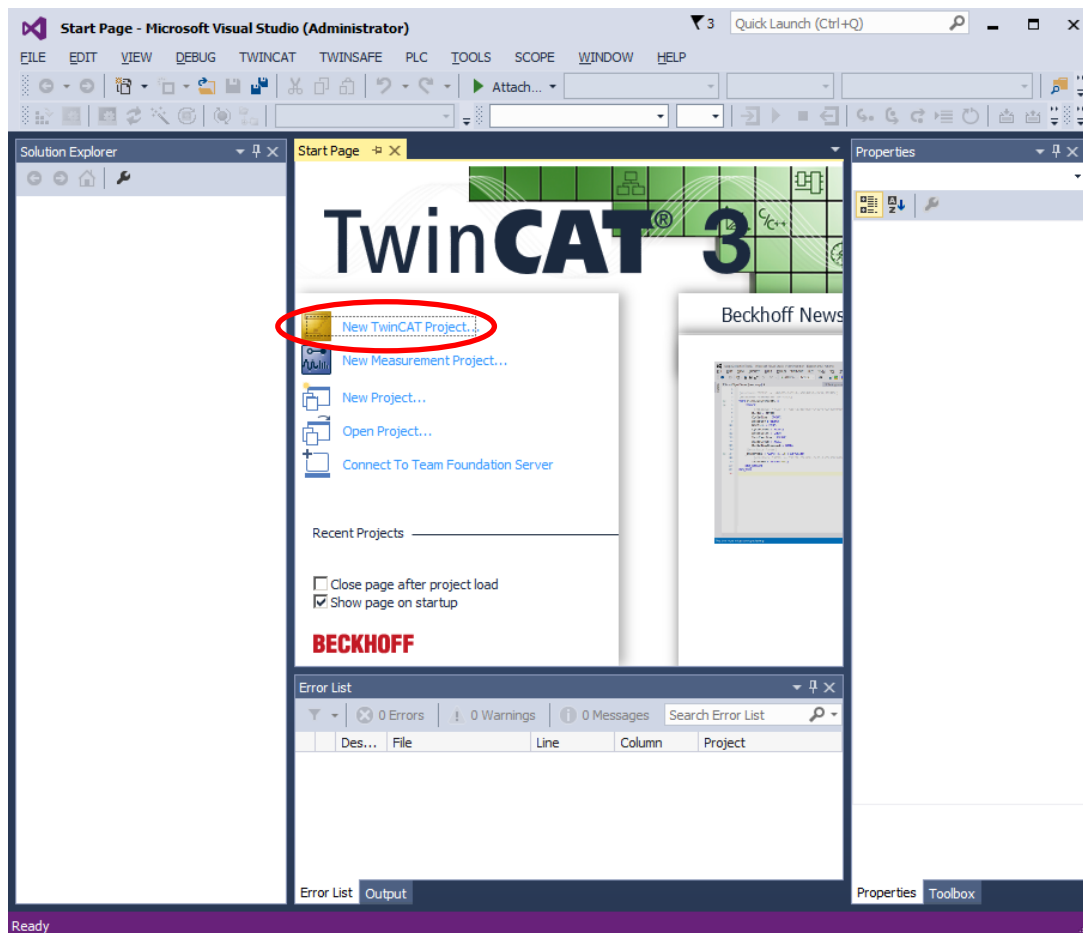 Start Page - Microsoft Visual Studio (Administrator)
3
Quick Launch (Ctrl+Q)
FILE EDIT VIEW DEBUG TWINCAT TWINSAFE PLC TOOLS SCOPE WINDOW HELP
Attach...
Solution Explorer
Start Page
Properties
TwinCAT® 3
C/C++
New TwinCAT Project...
New Measurement Project...
New Project...
Open Project...
Connect To Team Foundation Server
Recent Projects
Close page after project load
Show page on startup
BECKHOFF
Beckhoff News
Error List
0 Errors 0 Warnings 0 Messages Search Error List
Des... File Line Column Project
Error List Output
Properties Toolbox
Ready